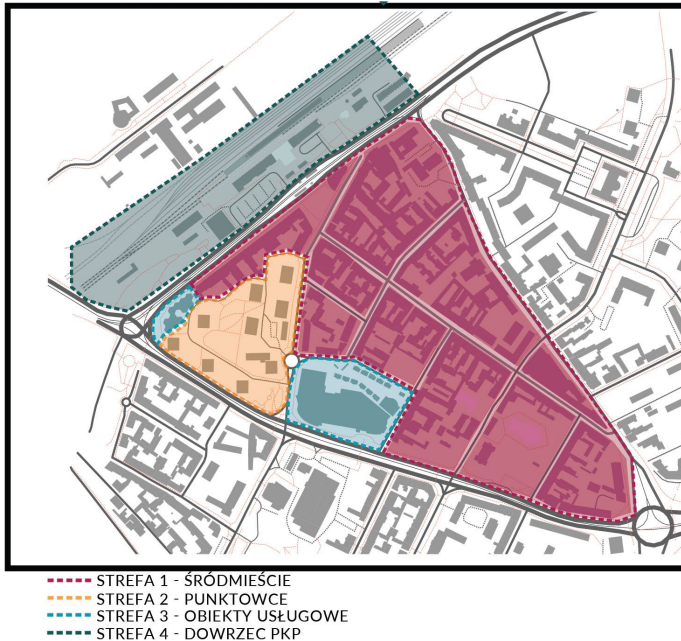 STREFA 1 - ŚRÓDMIEŚCIE
STREFA 2 - PUNKTOWCE
STREFA 3 - OBIEKTY USŁUGOWE
STREFA 4 - DOWRZEC PKP